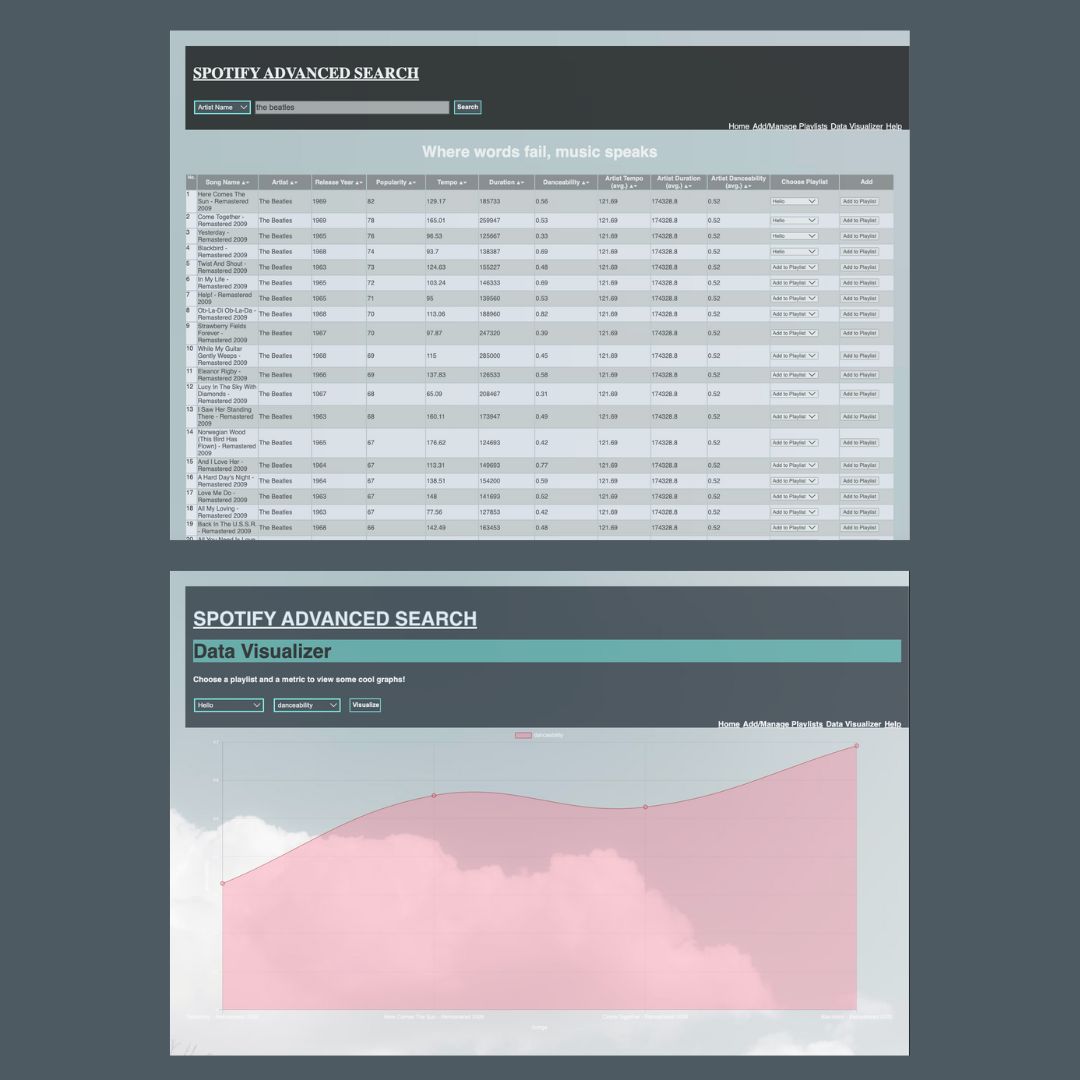 SPOTIFY ADVANCED SEARCH
Artist Name the beatles Search
Home Add/Manage Playlists Data Visualizer Help
Where words fail, music speaks
No. Song Name ▲▼ Artist ▲▼ Release Year ▲▼ Popularity ▲▼ Tempo ▲▼ Duration ▲▼ Danceability ▲▼ Artist Tempo (avg.) ▲▼ Artist Duration (avg.) ▲▼ Artist Danceability (avg.) ▲▼ Choose Playlist Add
1 Here Comes The Sun - Remastered 2009 The Beatles 1969 82 129.17 185733 0.56 121.69 174328.8 0.52 Hello Add to Playlist
2 Come Together - Remastered 2009 The Beatles 1969 78 165.01 259947 0.53 121.69 174328.8 0.52 Hello Add to Playlist
3 Yesterday - Remastered 2009 The Beatles 1965 76 96.53 125667 0.33 121.69 174328.8 0.52 Hello Add to Playlist
4 Blackbird - Remastered 2009 The Beatles 1968 74 93.7 138387 0.69 121.69 174328.8 0.52 Hello Add to Playlist
5 Twist And Shout - Remastered 2009 The Beatles 1963 73 124.63 155227 0.48 121.69 174328.8 0.52 Add to Playlist Add to Playlist
6 In My Life - Remastered 2009 The Beatles 1965 72 103.24 146333 0.69 121.69 174328.8 0.52 Add to Playlist Add to Playlist
7 Help! - Remastered 2009 The Beatles 1965 71 95 139560 0.53 121.69 174328.8 0.52 Add to Playlist Add to Playlist
8 Ob-La-Di Ob-La-Da - Remastered 2009 The Beatles 1968 70 113.06 188960 0.82 121.69 174328.8 0.52 Add to Playlist Add to Playlist
9 Strawberry Fields Forever - Remastered 2009 The Beatles 1967 70 97.87 247320 0.39 121.69 174328.8 0.52 Add to Playlist Add to Playlist
10 While My Guitar Gently Weeps - Remastered 2009 The Beatles 1968 69 115 285000 0.45 121.69 174328.8 0.52 Add to Playlist Add to Playlist
11 Eleanor Rigby - Remastered 2009 The Beatles 1966 69 137.83 126533 0.58 121.69 174328.8 0.52 Add to Playlist Add to Playlist
12 Lucy In The Sky With Diamonds - Remastered 2009 The Beatles 1967 68 65.09 208467 0.31 121.69 174328.8 0.52 Add to Playlist Add to Playlist
13 I Saw Her Standing There - Remastered 2009 The Beatles 1963 68 160.11 173947 0.49 121.69 174328.8 0.52 Add to Playlist Add to Playlist
14 Norwegian Wood (This Bird Has Flown) - Remastered 2009 The Beatles 1965 67 176.62 124693 0.42 121.69 174328.8 0.52 Add to Playlist Add to Playlist
15 And I Love Her - Remastered 2009 The Beatles 1964 67 113.31 149693 0.77 121.69 174328.8 0.52 Add to Playlist Add to Playlist
16 A Hard Day's Night - Remastered 2009 The Beatles 1964 67 138.51 154200 0.59 121.69 174328.8 0.52 Add to Playlist Add to Playlist
17 Love Me Do - Remastered 2009 The Beatles 1963 67 148 141693 0.52 121.69 174328.8 0.52 Add to Playlist Add to Playlist
18 All My Loving - Remastered 2009 The Beatles 1963 67 77.56 127853 0.42 121.69 174328.8 0.52 Add to Playlist Add to Playlist
19 Back In The U.S.S.R. - Remastered 2009 The Beatles 1968 66 142.49 163453 0.48 121.69 174328.8 0.52 Add to Playlist Add to Playlist
20 All You Need Is Love
SPOTIFY ADVANCED SEARCH
Data Visualizer
Choose a playlist and a metric to view some cool graphs!
Hello danceability Visualize
Home Add/Manage Playlists Data Visualizer Help
danceability
Here Comes The Sun - Remastered 2009 Come Together - Remastered 2009
Songs